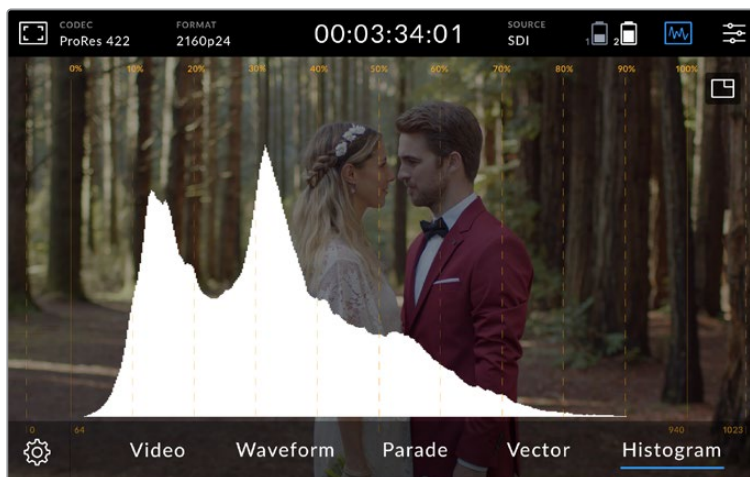 CODEC
ProRes 422
FORMAT
2160p24
00:03:34:01
SOURCE
SDI
1
2
0% 10% 20% 30% 40% 50% 60% 70% 80% 90% 100%
0 64 940 1023
Video Waveform Parade Vector Histogram